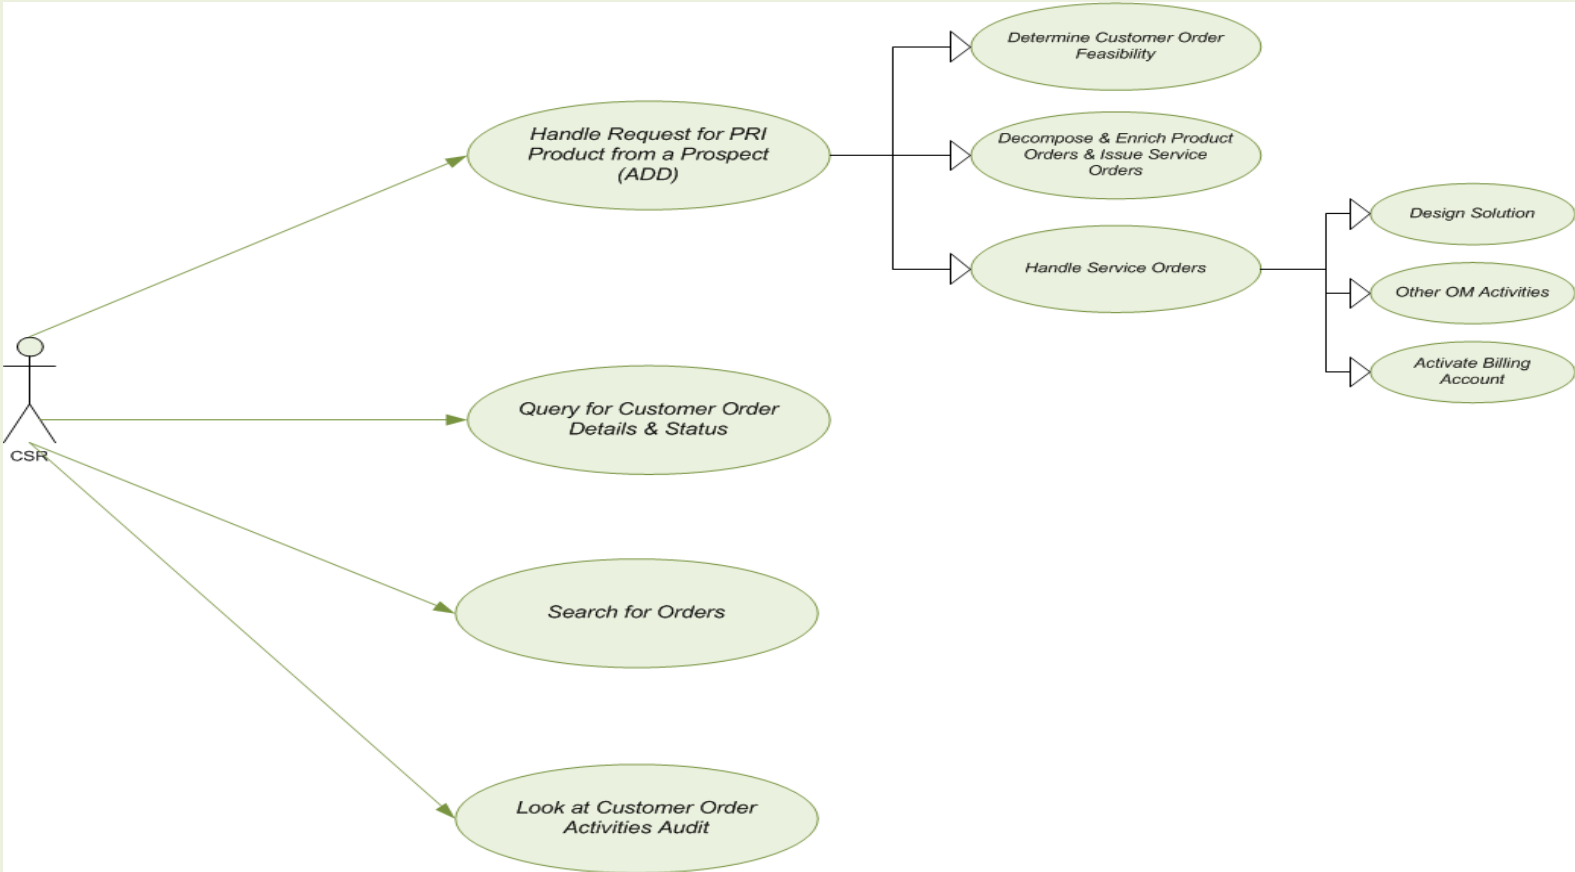 Determine Customer Order
Feasibility
Handle Request for PRI
Product from a Prospect
(ADD)
Decompose & Enrich Product
Orders & Issue Service
Orders
Handle Service Orders
Design Solution
Other OM Activities
Activate Billing
Account
CSR
Query for Customer Order
Details & Status
Search for Orders
Look at Customer Order
Activities Audit